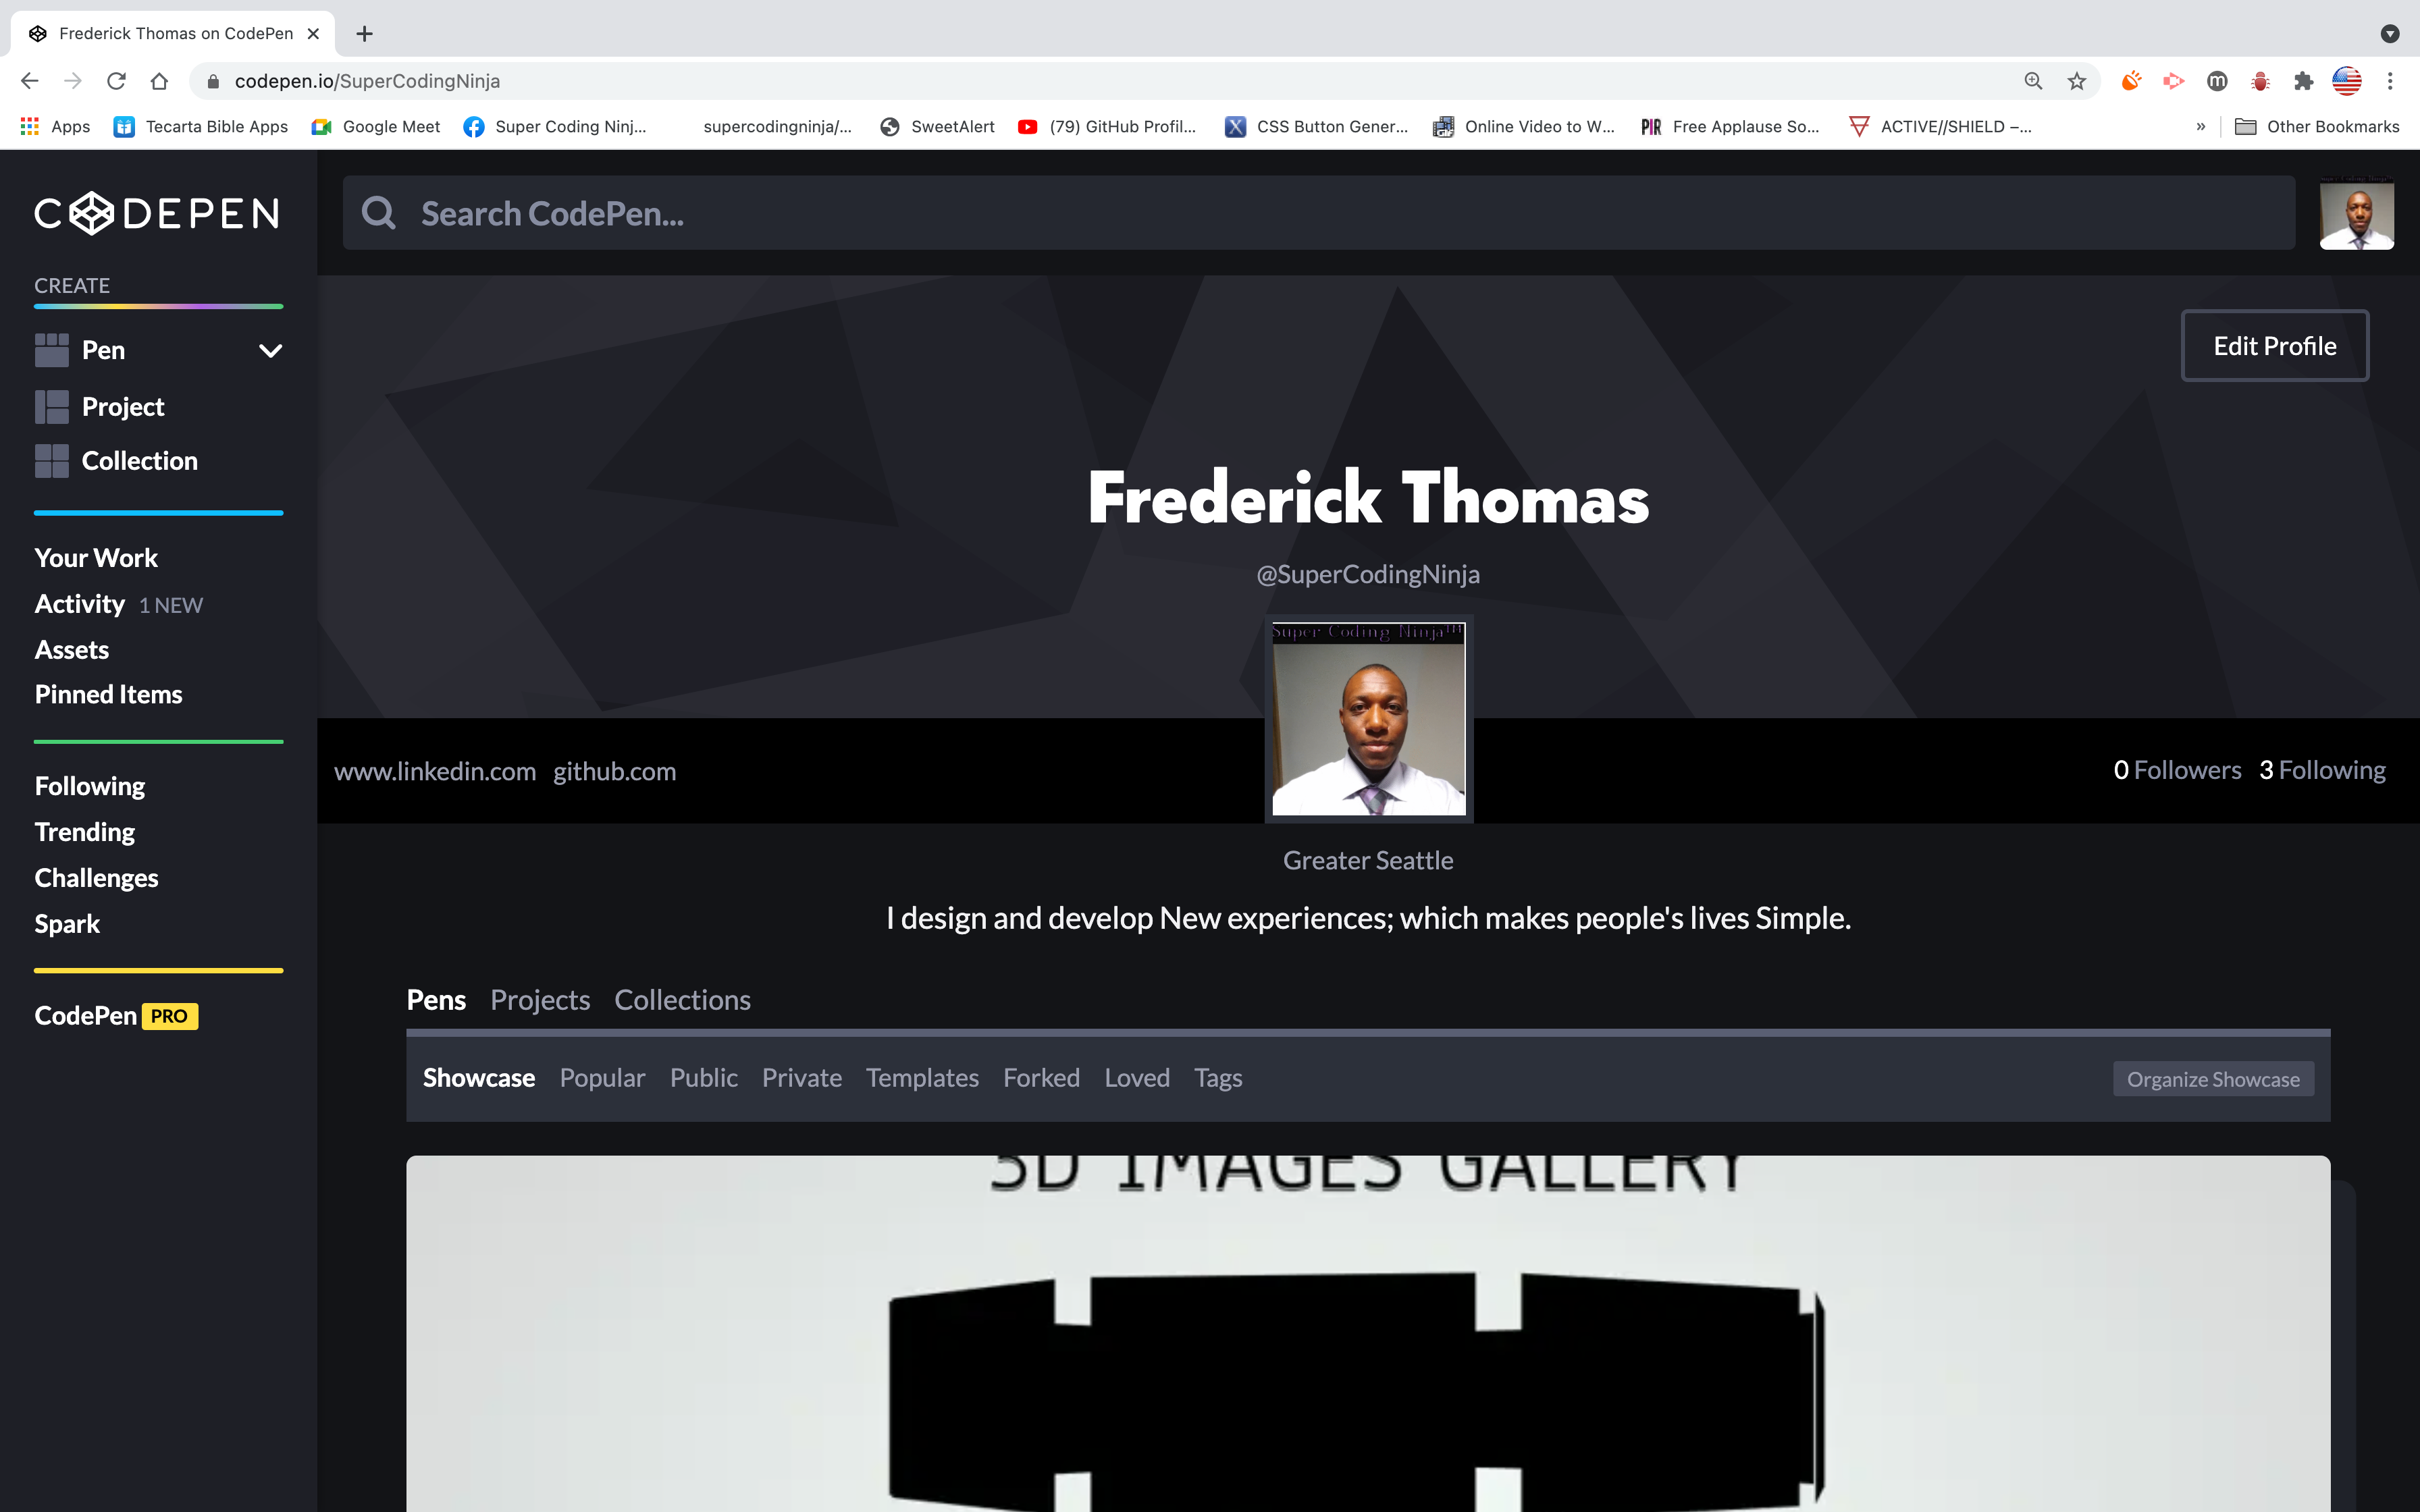 Frederick Thomas on CodePen
codepen.io/SuperCodingNinja
Apps
Tecarta Bible Apps
Google Meet
Super Coding Ninj...
supercodingninja/...
SweetAlert
(79) GitHub Profil...
CSS Button Gener...
Online Video to W...
PIR
Free Applause So...
ACTIVE//SHIELD –...
»
Other Bookmarks
CODEPEN
Search CodePen...
CREATE
Pen
Project
Collection
Your Work
Activity 1 NEW
Assets
Pinned Items
Following
Trending
Challenges
Spark
CodePen PRO
Edit Profile
Frederick Thomas
@SuperCodingNinja
Super Coding Ninja™
www.linkedin.com github.com
0 Followers 3 Following
Greater Seattle
I design and develop New experiences; which makes people's lives Simple.
Pens Projects Collections
Showcase Popular Public Private Templates Forked Loved Tags
Organize Showcase
3D IMAGES GALLERY